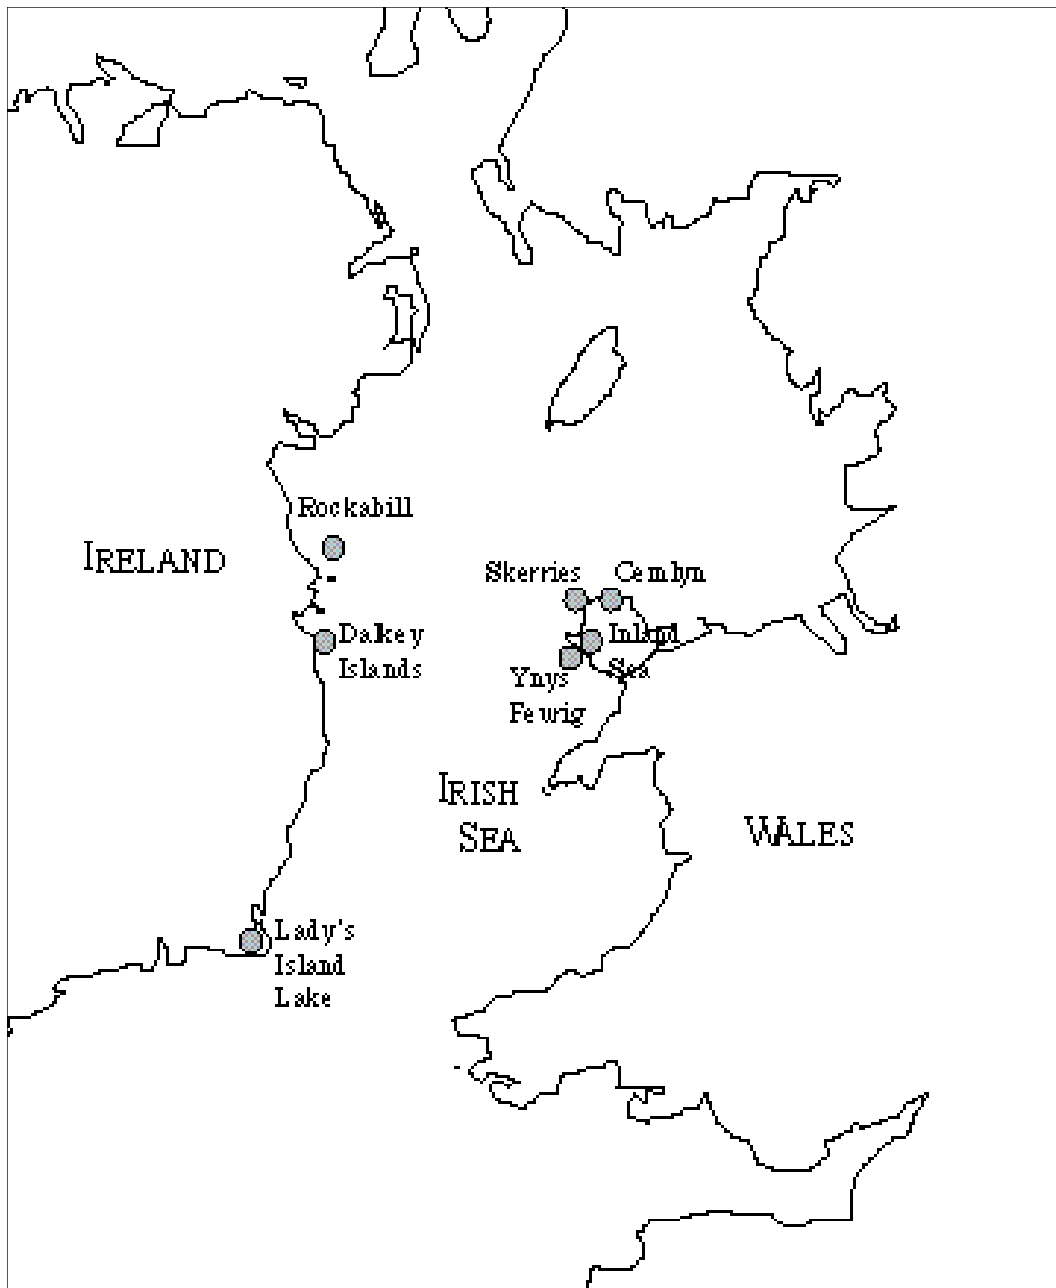 Rockabill
IRELAND
Skerries
Cemlyn
Dalkey
Islands
Inland
Sea
Ynys
Feurig
IRISH
SEA
WALES
Lady's
Island
Lake